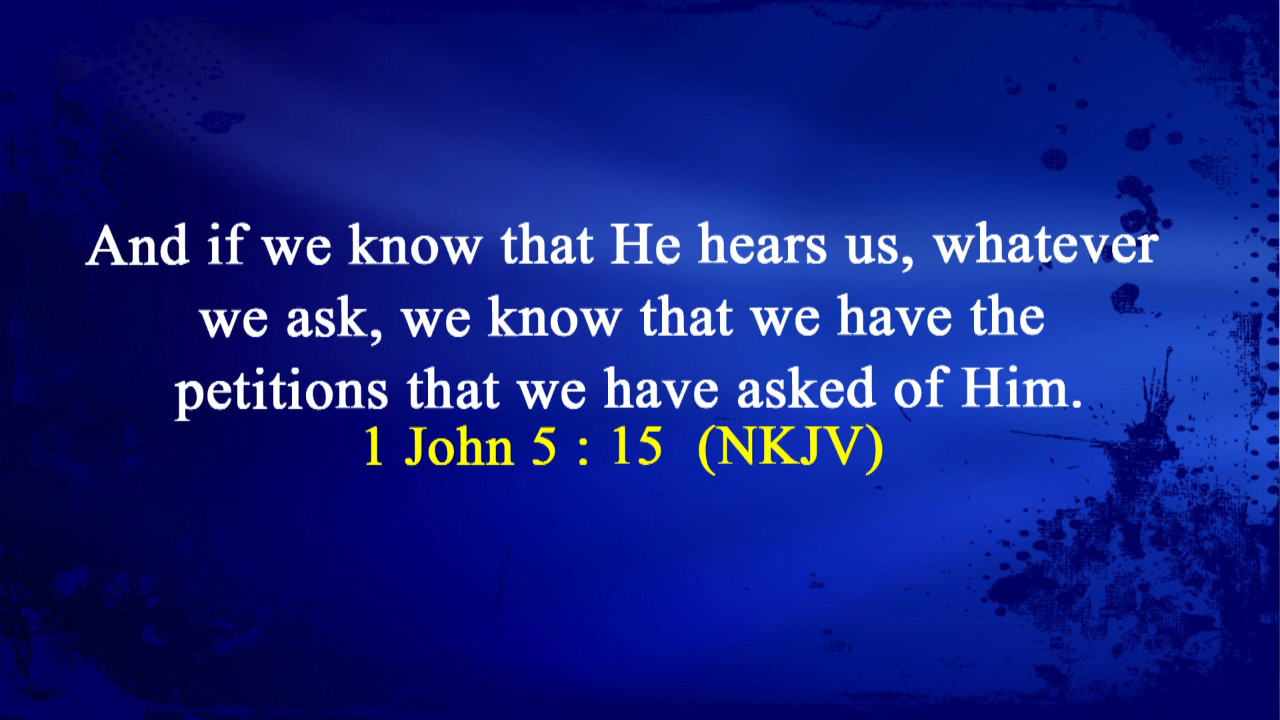 And if we know that He hears us, whatever
we ask, we know that we have the
petitions that we have asked of Him.
1 John 5 : 15 (NKJV)